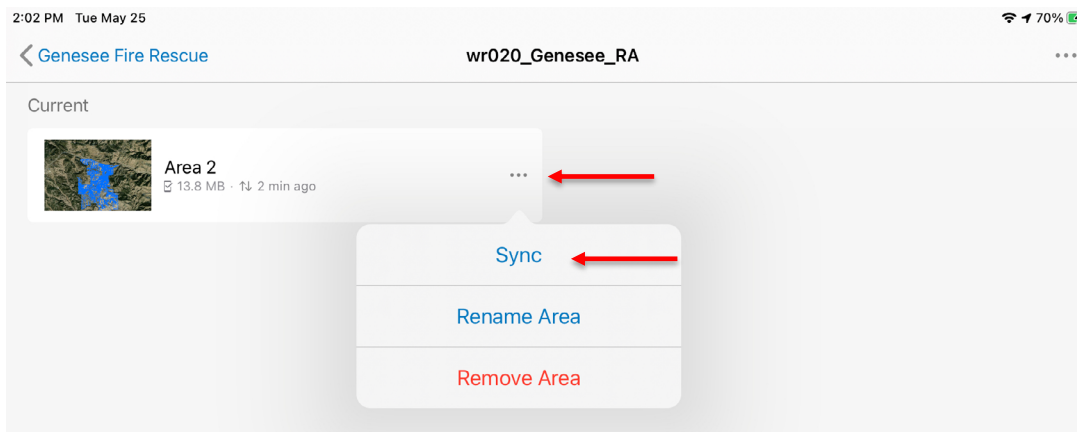 2:02 PM Tue May 25 70%
Genesee Fire Rescue wr020_Genesee_RA ...
Current
Area 2 ...
13.8 MB · ↑↓ 2 min ago
Sync
Rename Area
Remove Area